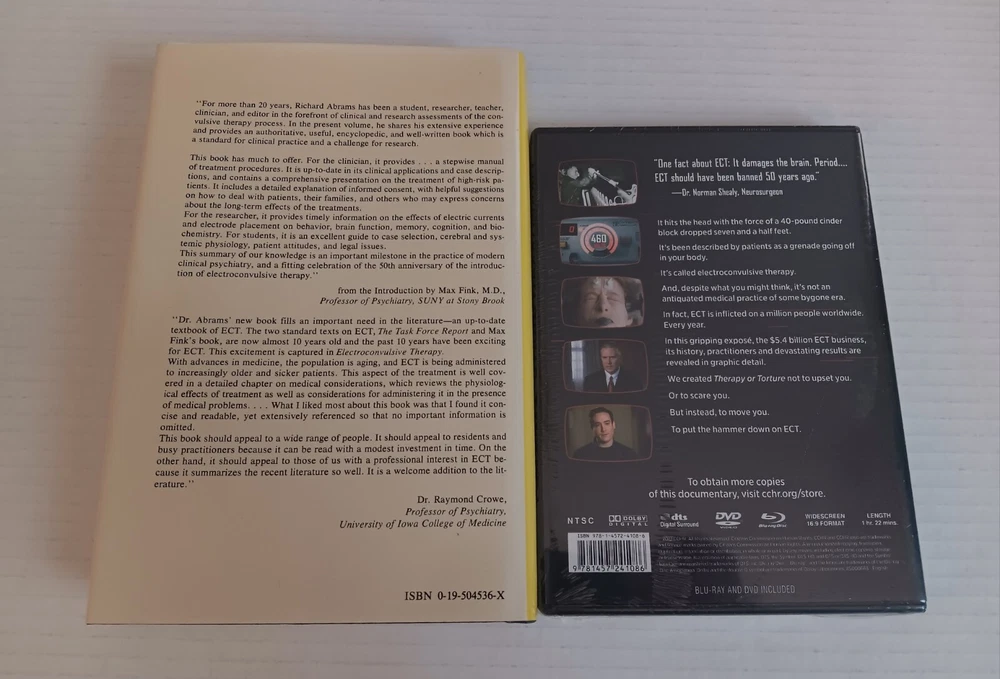 "For more than 20 years, Richard Abrams has been a student, researcher, teacher,
clinician, and editor in the forefront of clinical and research assessments of the con-
vulsive therapy process. In the present volume, he shares his extensive experience
and provides an authoritative, useful, encyclopedic, and well-written book which is
a standard for clinical practice and a challenge for research.
This book has much to offer. For the clinician, it provides . . . a stepwise manual
of treatment procedures. It is up-to-date in its clinical applications and case descrip-
tions, and contains a comprehensive presentation on the treatment of high-risk pa-
tients. It includes a detailed explanation of informed consent, with helpful suggestions
on how to deal with patients, their families, and others who may express concerns
about the long-term effects of the treatments.
For the researcher, it provides timely information on the effects of electric currents
and electrode placement on behavior, brain function, memory, cognition, and bio-
chemistry. For students, it is an excellent guide to case selection, cerebral and sys-
temic physiology, patient attitudes, and legal issues.
This summary of our knowledge is an important milestone in the practice of modern
clinical psychiatry, and a fitting celebration of the 50th anniversary of the introduc-
tion of electroconvulsive therapy."
from the Introduction by Max Fink, M.D.,
Professor of Psychiatry, SUNY at Stony Brook
"Dr. Abrams' new book fills an important need in the literature—an up-to-date
textbook of ECT. The two standard texts on ECT, The Task Force Report and Max
Fink's book, are now almost 10 years old and the past 10 years have been exciting
for ECT. This excitement is captured in Electroconvulsive Therapy.
With advances in medicine, the population is aging, and ECT is being administered
to increasingly older and sicker patients. This aspect of the treatment is well cov-
ered in a detailed chapter on medical considerations, which reviews the physiolog-
ical effects of treatment as well as considerations for administering it in the presence
of medical problems. . . . What I liked most about this book was that I found it con-
cise and readable, yet extensively referenced so that no important information is
omitted.
This book should appeal to a wide range of people. It should appeal to residents and
busy practitioners because it can be read with a modest investment in time. On the
other hand, it should appeal to those of us with a professional interest in ECT be-
cause it summarizes the recent literature so well. It is a welcome addition to the lit-
erature."
Dr. Raymond Crowe,
Professor of Psychiatry,
University of Iowa College of Medicine
ISBN 0-19-504536-X
"One fact about ECT: It damages the brain. Period....
ECT should have been banned 50 years ago."
—Dr. Norman Shealy, Neurosurgeon
460
It hits the head with the force of a 40-pound cinder
block dropped seven and a half feet.
It's been described by patients as a grenade going off
in your body.
It's called electroconvulsive therapy.
And, despite what you might think, it's not an
antiquated medical practice of some bygone era.
In fact, ECT is inflicted on a million people worldwide.
Every year.
In this gripping exposé, the $5.4 billion ECT business,
its history, practitioners and devastating results are
revealed in graphic detail.
We created Therapy or Torture not to upset you.
Or to scare you.
But instead, to move you.
To put the hammer down on ECT.
To obtain more copies
of this documentary, visit cchr.org/store.
NTSC
DOLBY DIGITAL
dts Digital Surround
DVD
Blu-ray Disc
WIDESCREEN
16:9 FORMAT
LENGTH
1 hr. 22 mins.
ISBN 978-1-4572-4108-6
9 781457 241086
BLU-RAY AND DVD INCLUDED